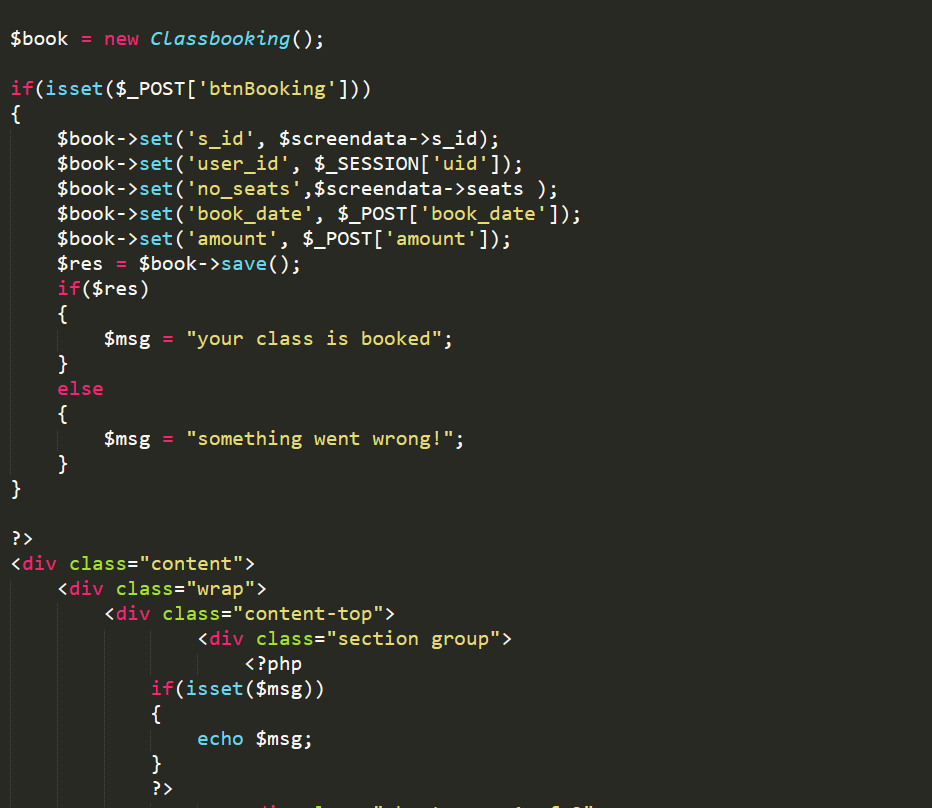 $book = new Classbooking();
if(isset($_POST['btnBooking']))
{
$book->set('s_id', $screendata->s_id);
$book->set('user_id', $_SESSION['uid']);
$book->set('no_seats',$screendata->seats );
$book->set('book_date', $_POST['book_date']);
$book->set('amount', $_POST['amount']);
$res = $book->save();
if($res)
{
$msg = "your class is booked";
}
else
{
$msg = "something went wrong!";
}
}
?>
<div class="content">
<div class="wrap">
<div class="content-top">
<div class="section group">
<?php
if(isset($msg))
{
echo $msg;
}
?>